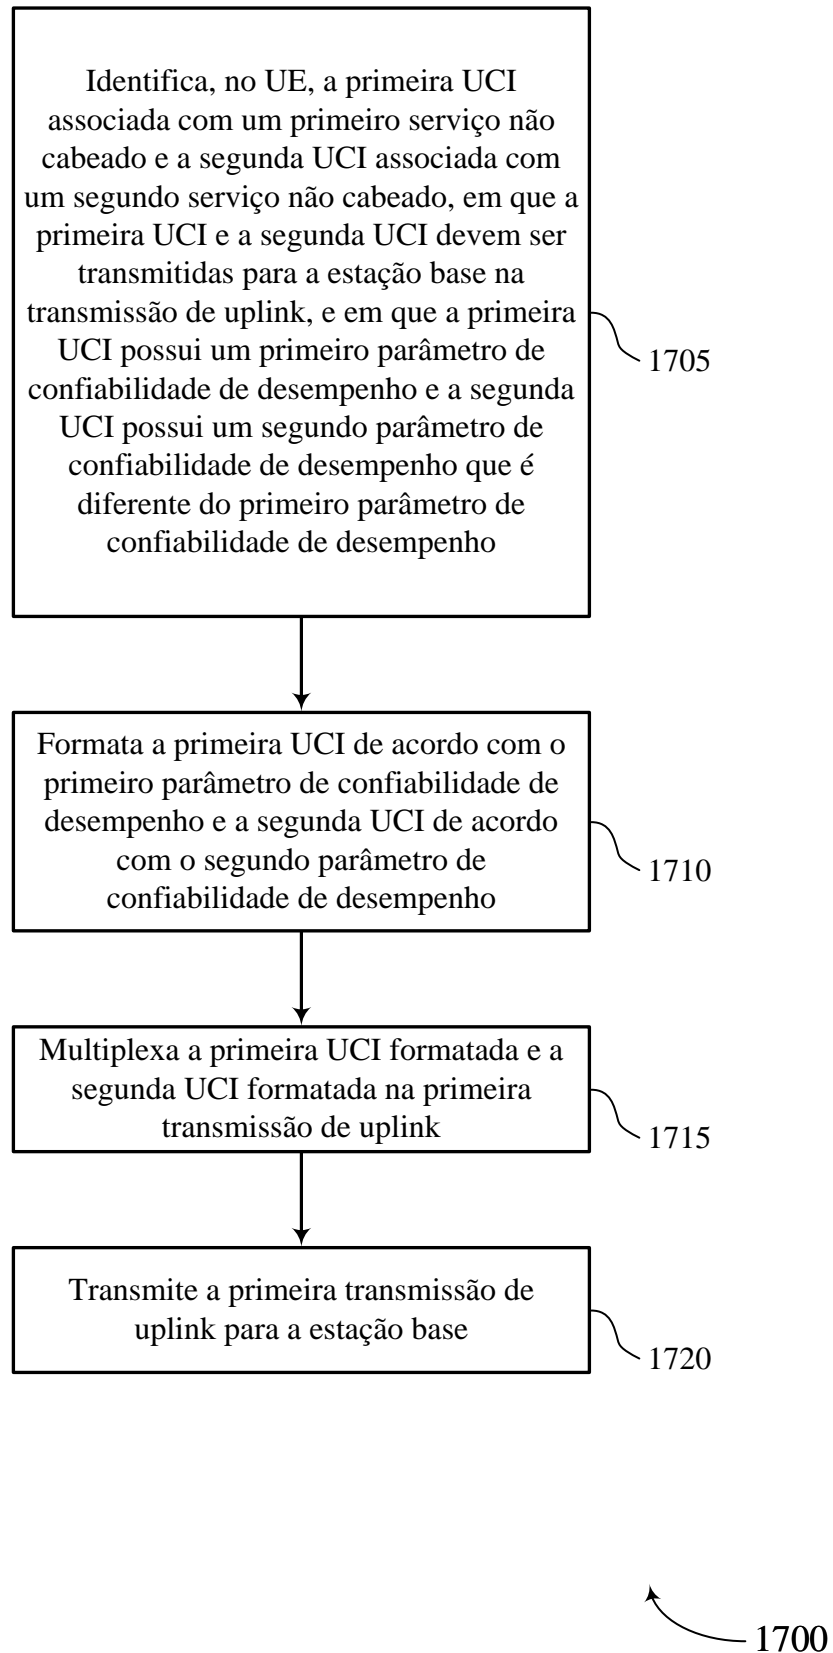 Identifica, no UE, a primeira UCI
associada com um primeiro serviço não
cabeado e a segunda UCI associada com
um segundo serviço não cabeado, em que a
primeira UCI e a segunda UCI devem ser
transmitidas para a estação base na
transmissão de uplink, e em que a primeira
UCI possui um primeiro parâmetro de
confiabilidade de desempenho e a segunda
UCI possui um segundo parâmetro de
confiabilidade de desempenho que é
diferente do primeiro parâmetro de
confiabilidade de desempenho
1705
Formata a primeira UCI de acordo com o
primeiro parâmetro de confiabilidade de
desempenho e a segunda UCI de acordo
com o segundo parâmetro de
confiabilidade de desempenho
1710
Multiplexa a primeira UCI formatada e a
segunda UCI formatada na primeira
transmissão de uplink
1715
Transmite a primeira transmissão de
uplink para a estação base
1720
1700